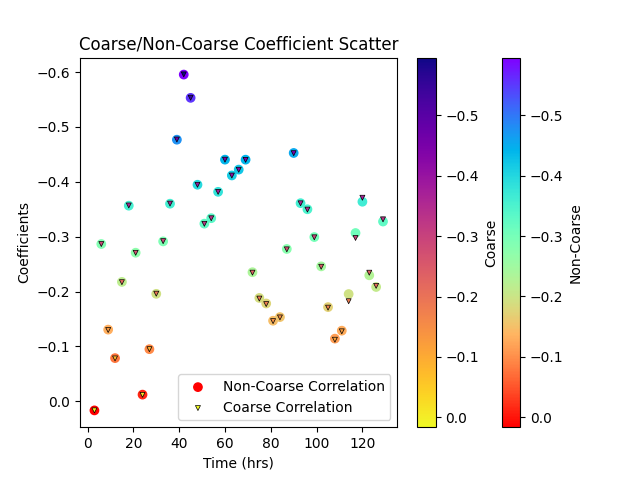 Coarse/Non-Coarse Coefficient Scatter
−0.6
−0.5
−0.4
−0.3
−0.2
−0.1
0.0
Coefficients
0 20 40 60 80 100 120
Time (hrs)
Non-Coarse Correlation
Coarse Correlation
−0.5
−0.4
−0.3
−0.2
−0.1
0.0
Coarse
−0.5
−0.4
−0.3
−0.2
−0.1
0.0
Non-Coarse